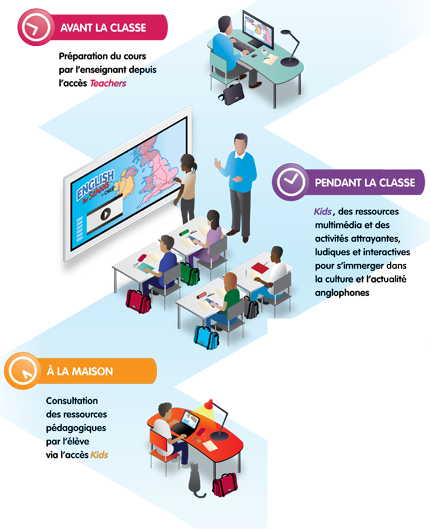 AVANT LA CLASSE
Préparation du cours
par l'enseignant depuis
l'accès Teachers
ENGLISH
PENDANT LA CLASSE
Kids, des ressources
multimédia et des
activités attrayantes,
ludiques et interactives
pour s'immerger dans
la culture et l'actualité
anglophones
À LA MAISON
Consultation
des ressources
pédagogiques
par l'élève
via l'accès Kids